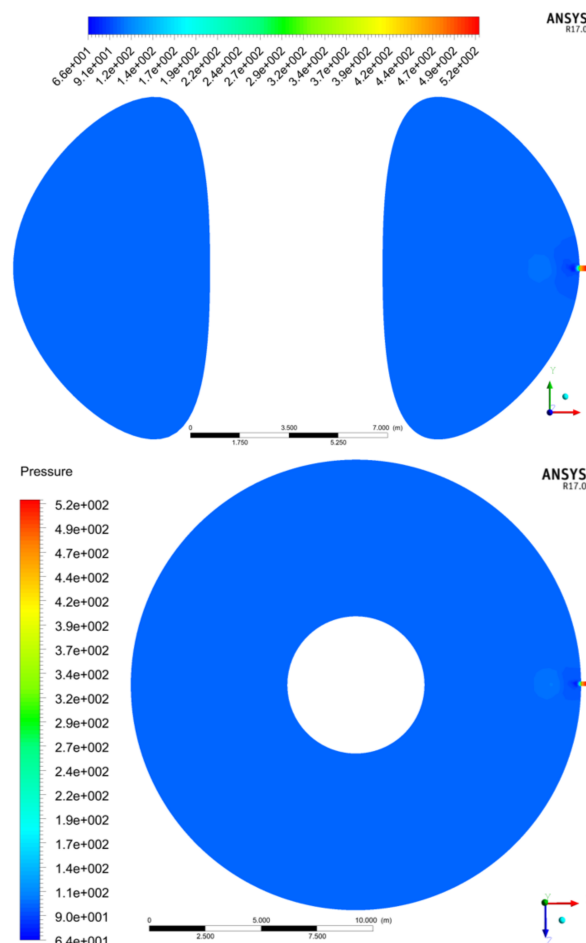 ANSYS
R17.0
6.6e+001
9.1e+001
1.2e+002
1.4e+002
1.7e+002
1.9e+002
2.2e+002
2.4e+002
2.7e+002
2.9e+002
3.2e+002
3.4e+002
3.7e+002
3.9e+002
4.2e+002
4.4e+002
4.7e+002
4.9e+002
5.2e+002
Y
0 3.500 7.000 (m)
1.750 5.250
Pressure
ANSYS
R17.0
5.2e+002
4.9e+002
4.7e+002
4.4e+002
4.2e+002
3.9e+002
3.7e+002
3.4e+002
3.2e+002
2.9e+002
2.7e+002
2.4e+002
2.2e+002
1.9e+002
1.7e+002
1.4e+002
1.1e+002
9.0e+001
6.4e+001
0 5.000 10.000 (m)
2.500 7.500
Y
Z